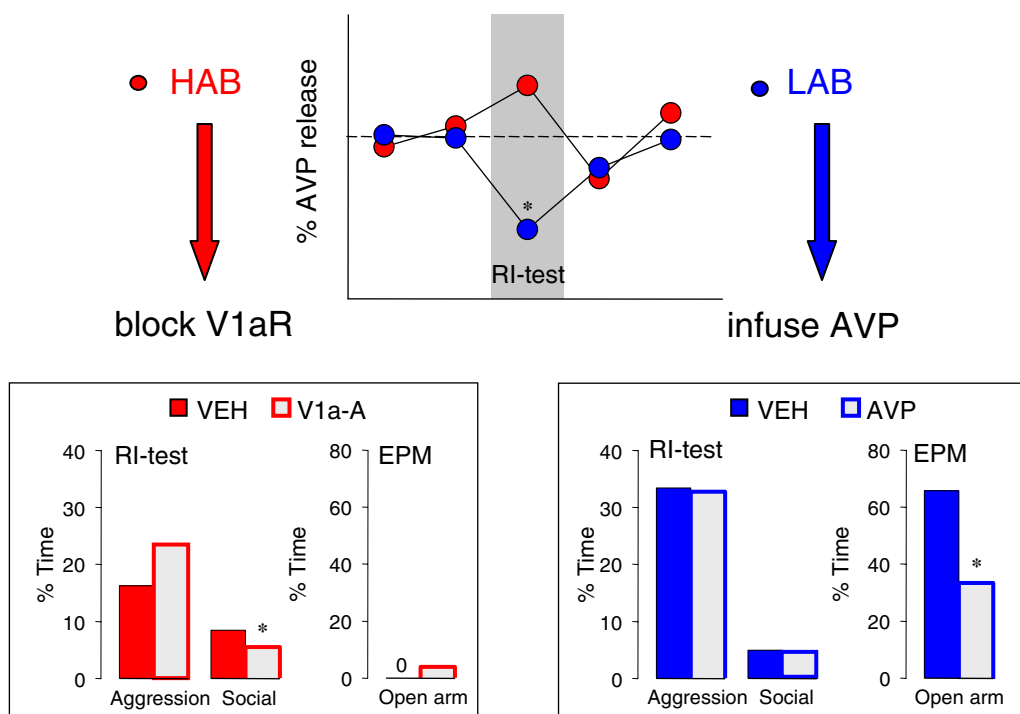 HAB
% AVP release
*
RI-test
LAB
block V1aR
infuse AVP
VEH V1a-A
RI-test
% Time
40
30
20
10
0
*
Aggression Social
EPM
% Time
80
60
40
20
0
0
Open arm
VEH AVP
RI-test
% Time
40
30
20
10
0
Aggression Social
EPM
% Time
80
60
40
20
0
*
Open arm